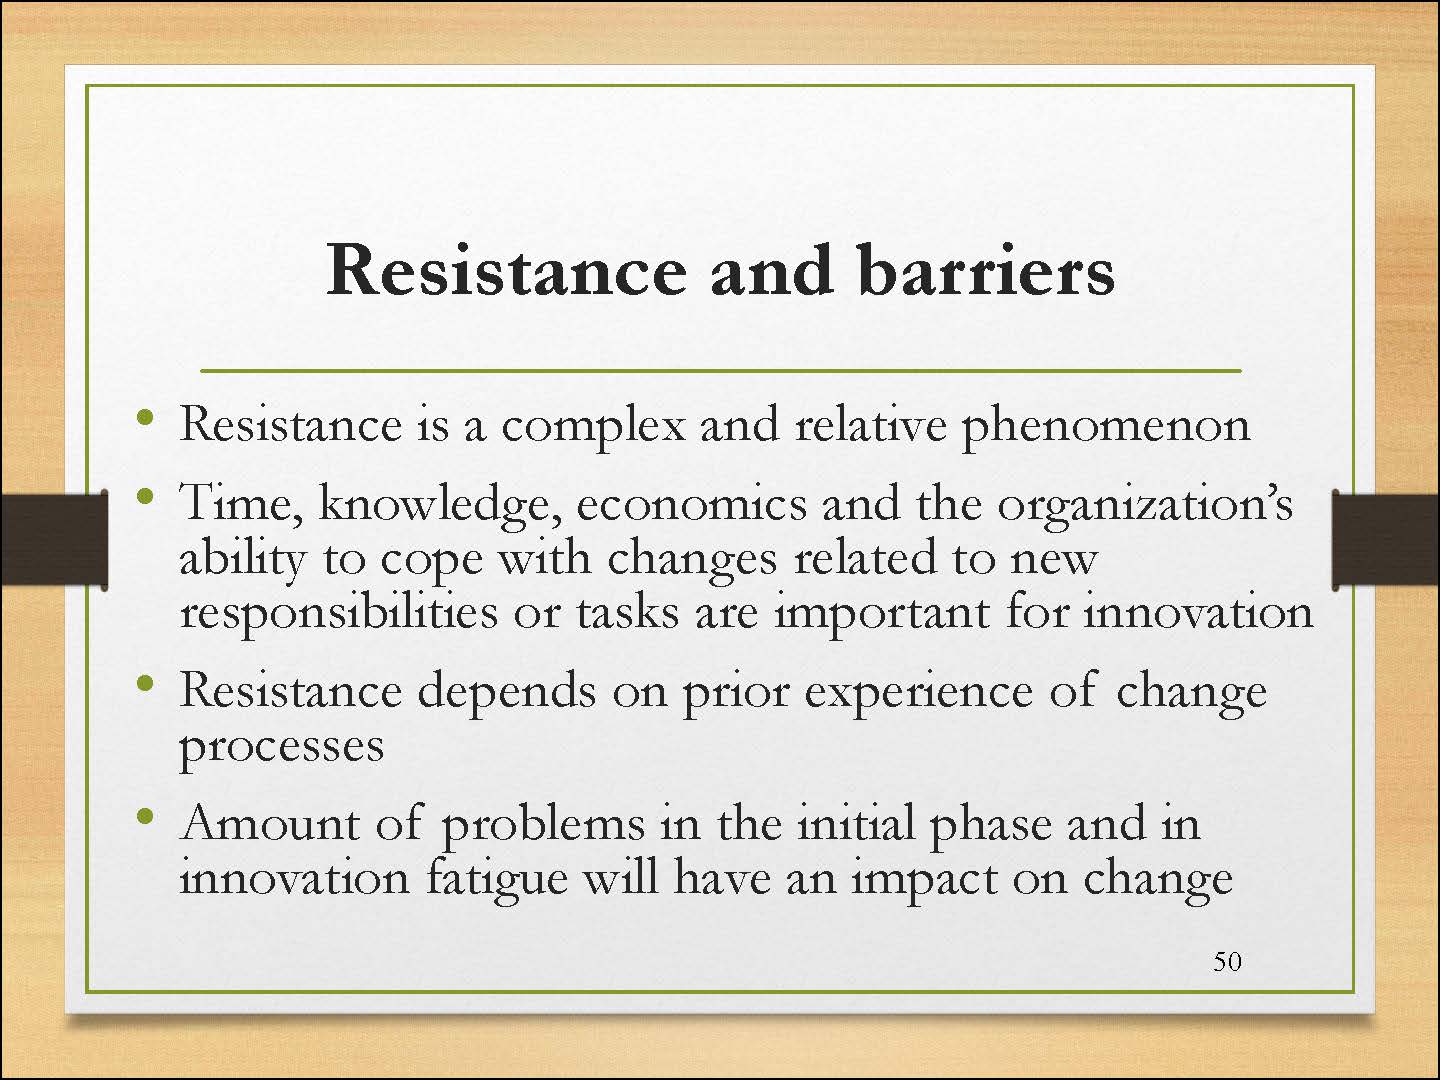 Resistance and barriers
• Resistance is a complex and relative phenomenon
• Time, knowledge, economics and the organization’s
ability to cope with changes related to new
responsibilities or tasks are important for innovation
• Resistance depends on prior experience of change
processes
• Amount of problems in the initial phase and in
innovation fatigue will have an impact on change
50